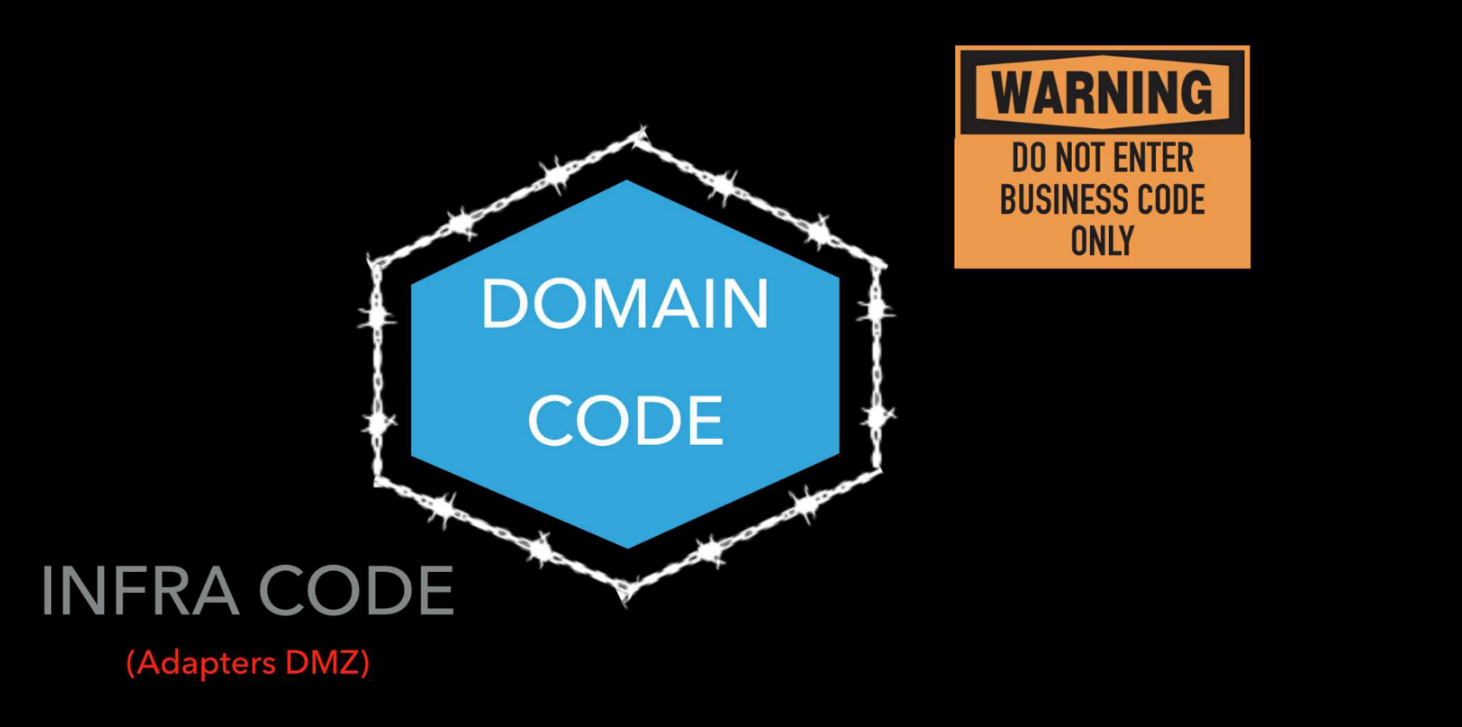 WARNING
DO NOT ENTER
BUSINESS CODE
ONLY
DOMAIN
CODE
INFRA CODE
(Adapters DMZ)